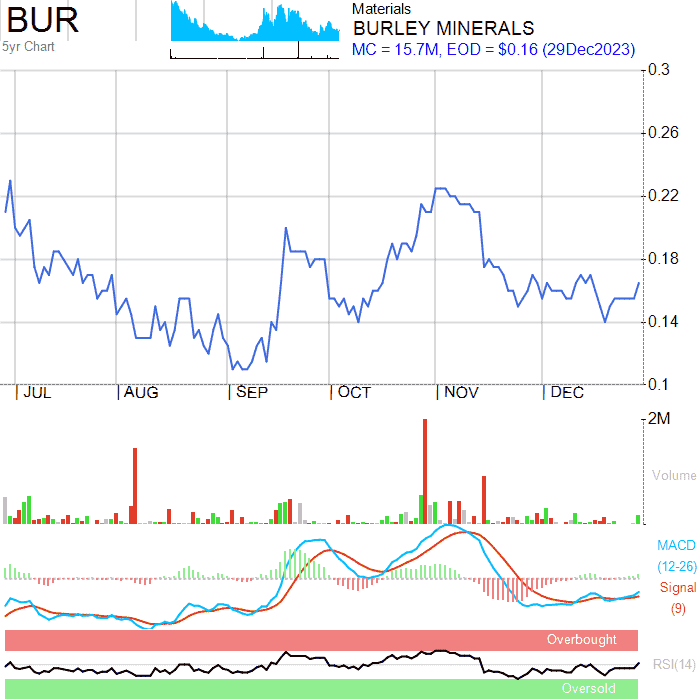 BUR
5yr Chart
Materials
BURLEY MINERALS
MC = 15.7M, EOD = $0.16 (29Dec2023)
0.3
0.26
0.22
0.18
0.14
0.1
JUL AUG SEP OCT NOV DEC
2M
Volume
MACD
(12-26)
Signal
(9)
Overbought
RSI(14)
Oversold